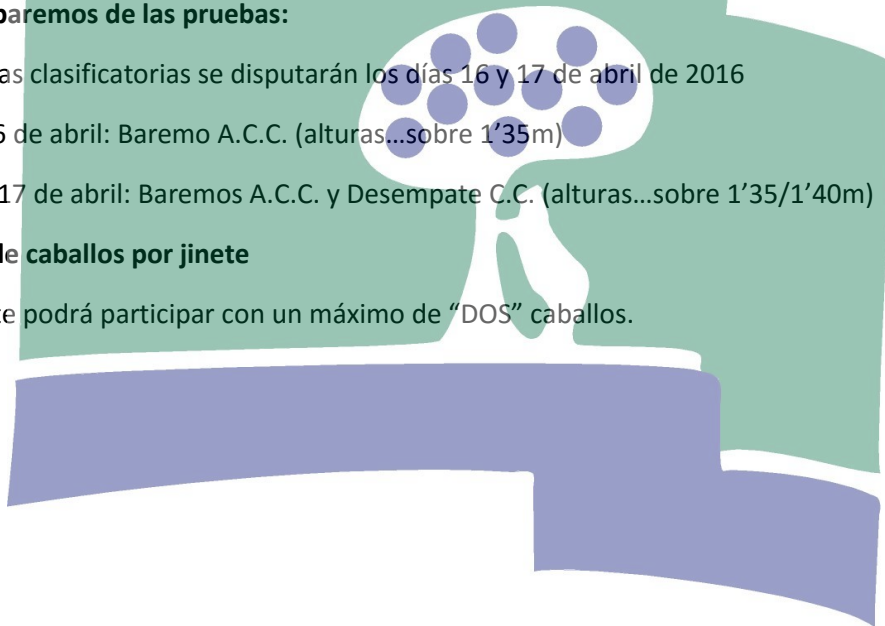 baremos de las pruebas:
as clasificatorias se disputarán los días 16 y 17 de abril de 2016
de abril: Baremo A.C.C. (alturas…sobre 1’35m)
17 de abril: Baremos A.C.C. y Desempate C.C. (alturas…sobre 1’35/1’40m)
de caballos por jinete
podrá participar con un máximo de “DOS” caballos.